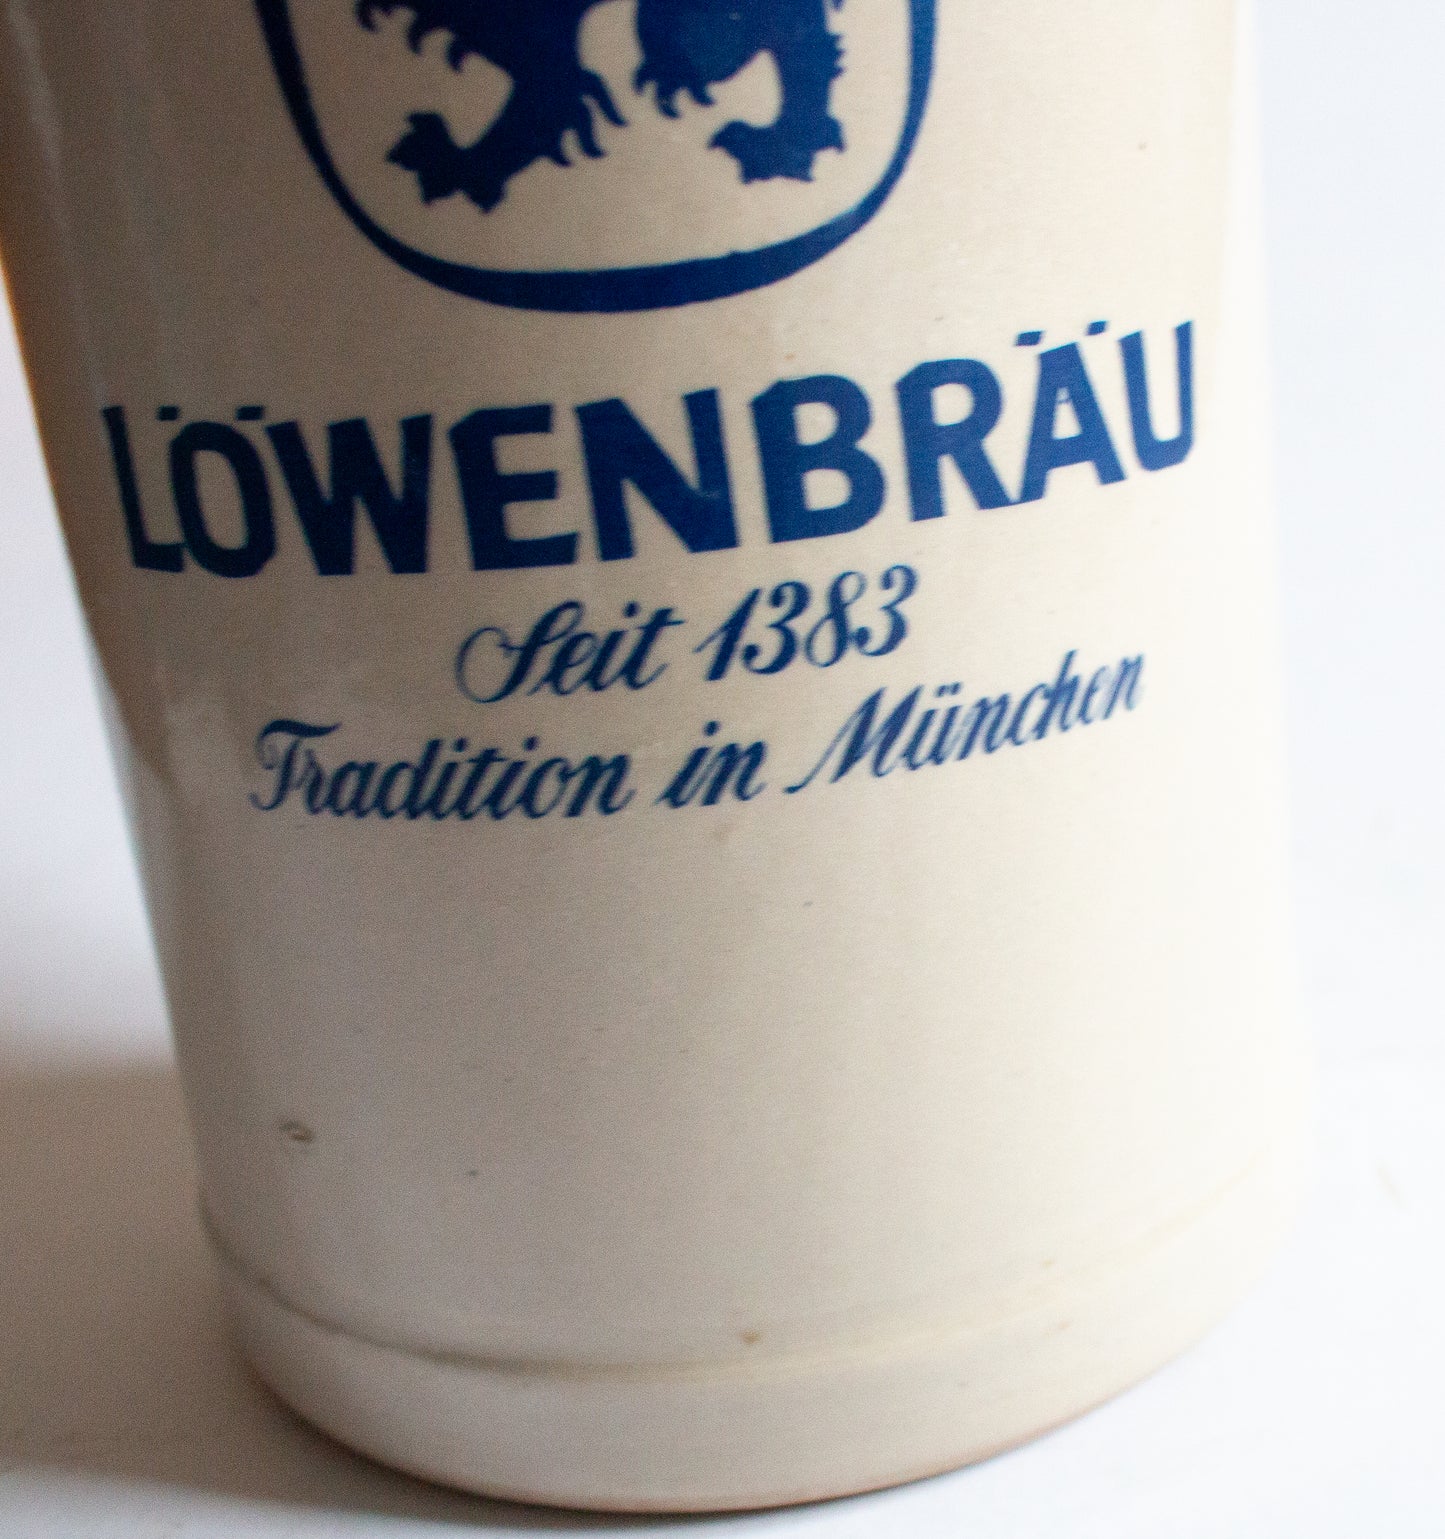 LÖWENBRÄU
Seit 1383
Tradition in München